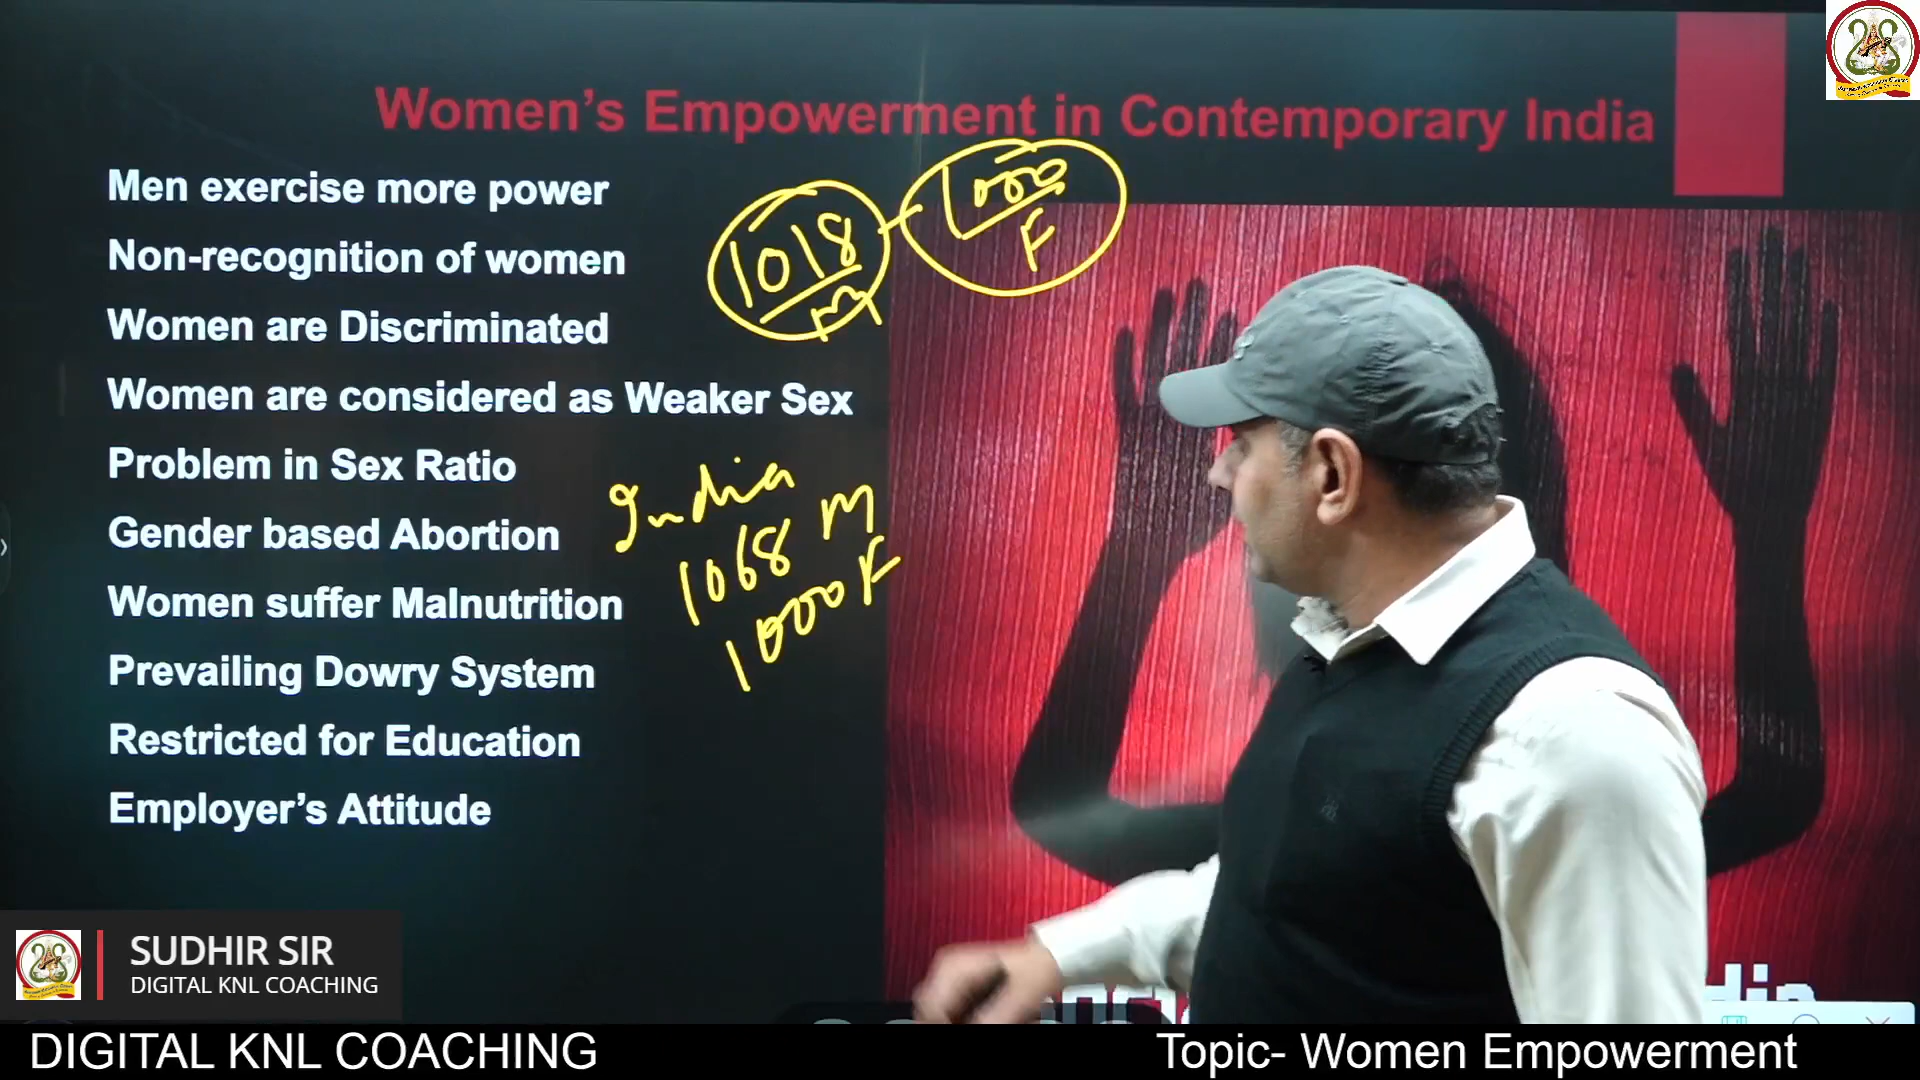 Women's Empowerment in Contemporary India
Men exercise more power
Non-recognition of women
Women are Discriminated
Women are considered as Weaker Sex
Problem in Sex Ratio
Gender based Abortion
Women suffer Malnutrition
Prevailing Dowry System
Restricted for Education
Employer's Attitude
1018
M
1000
F
India
1068 M
1000 F
SUDHIR SIR
DIGITAL KNL COACHING
DIGITAL KNL COACHING
Topic- Women Empowerment